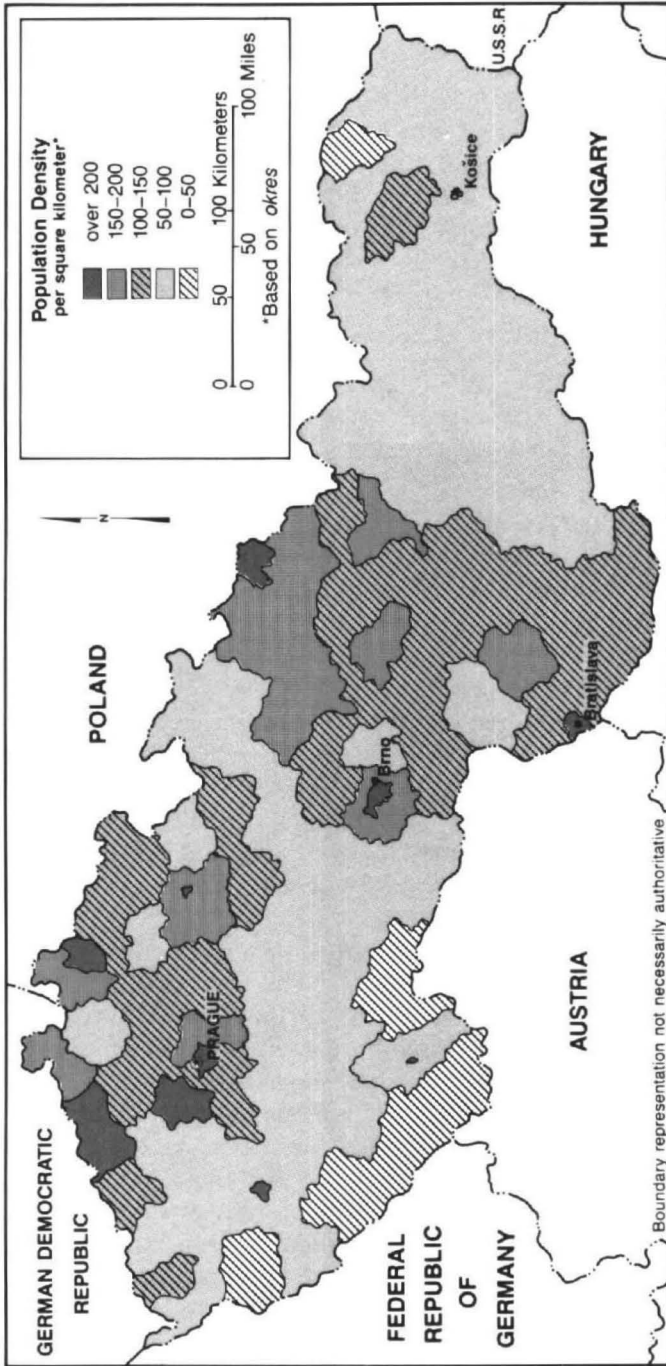 Population Density
per square kilometer*
over 200
150–200
100–150
50–100
0–50
0 50 100 Kilometers
0 50 100 Miles
*Based on okres
N
GERMAN DEMOCRATIC
REPUBLIC
POLAND
U.S.S.R
PRAGUE
Brno
Košice
Bratislava
FEDERAL
REPUBLIC
OF
GERMANY
AUSTRIA
HUNGARY
Boundary representation not necessarily authoritative